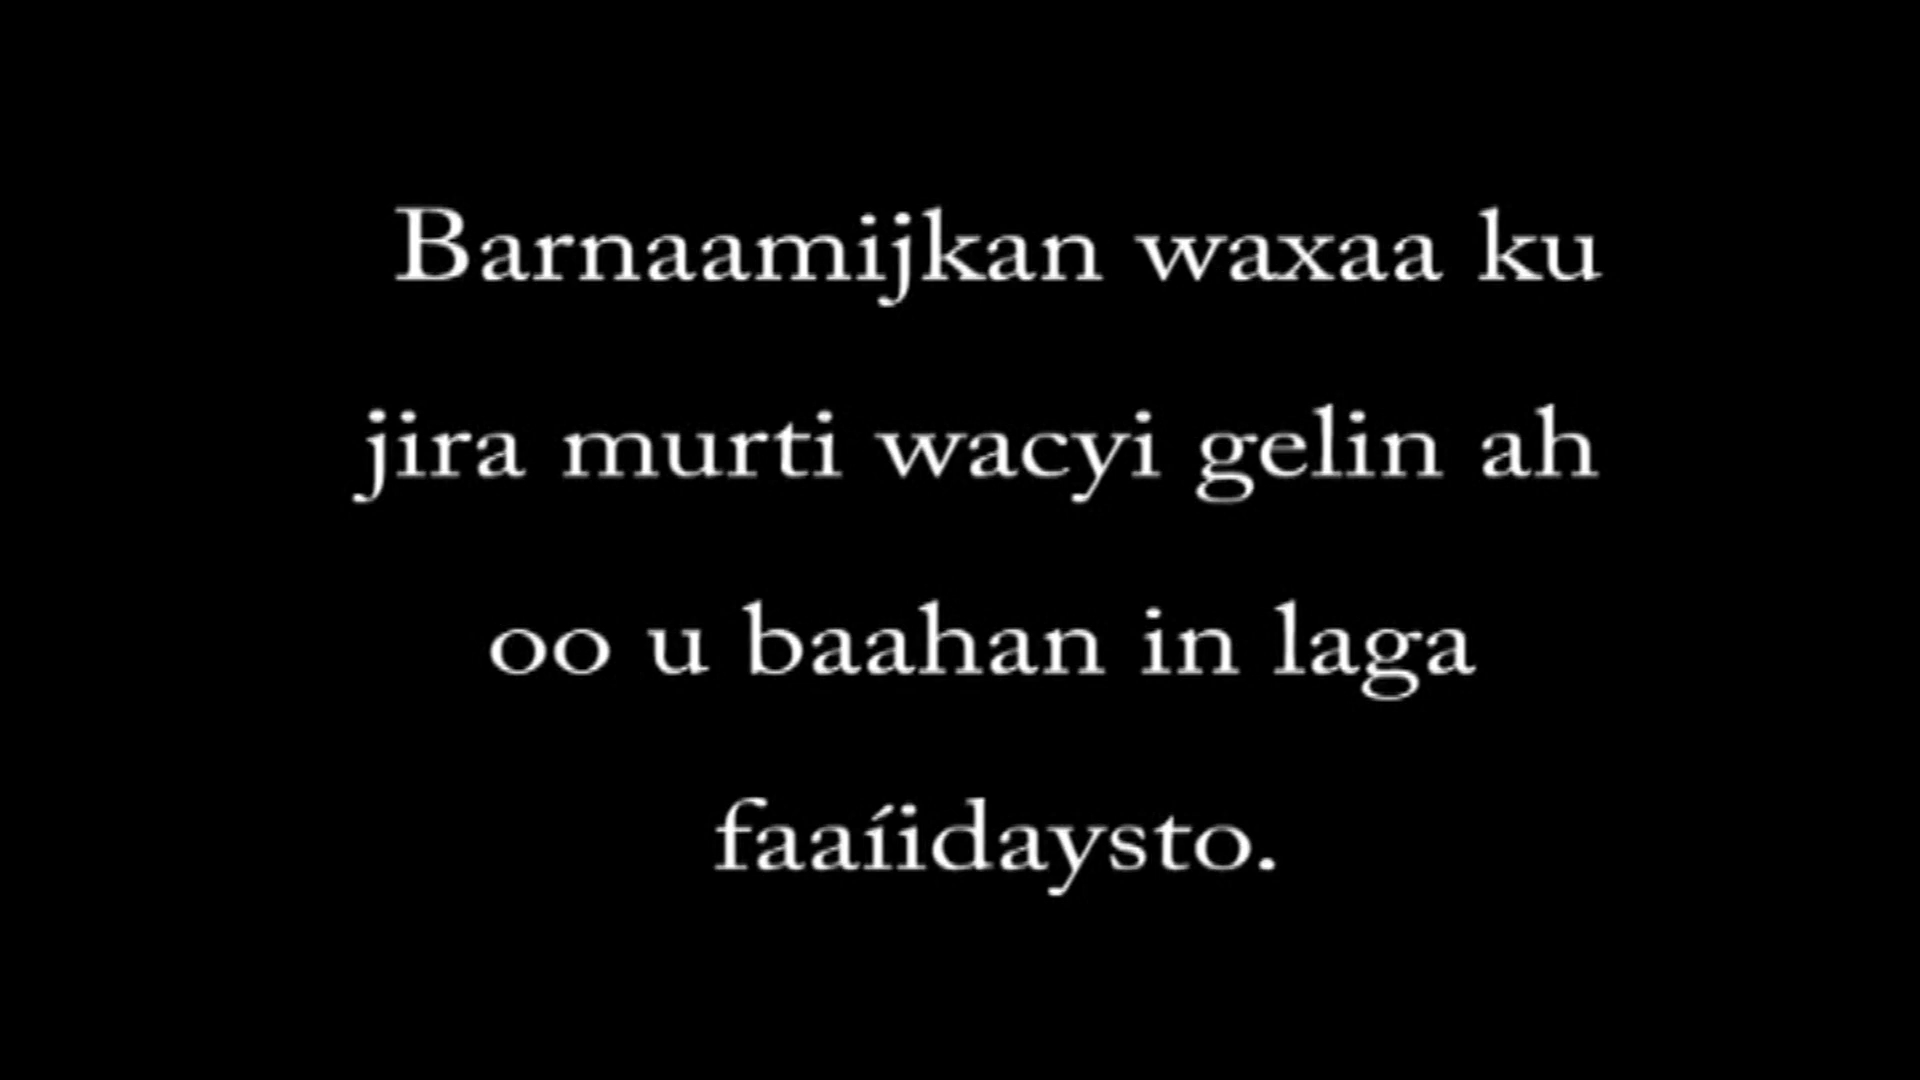 Barnaamijkan waxaa ku
jira murti wacyi gelin ah
oo u baahan in laga
faaíidaysto.